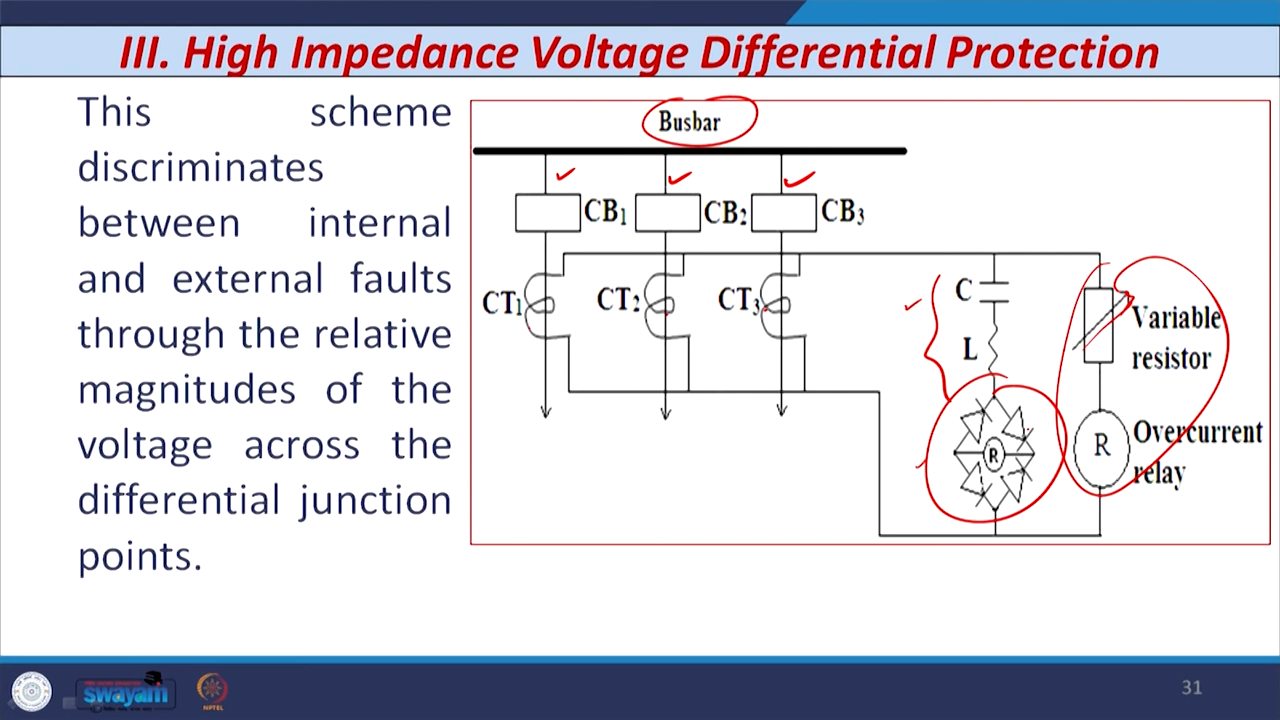 III. High Impedance Voltage Differential Protection
This scheme
discriminates
between internal
and external faults
through the relative
magnitudes of the
voltage across the
differential junction
points.
Busbar
CB₁ CB₂ CB₃
CT₁ CT₂ CT₃
C
L
R
Variable
resistor
R
Overcurrent
relay
swayam
NPTEL
31